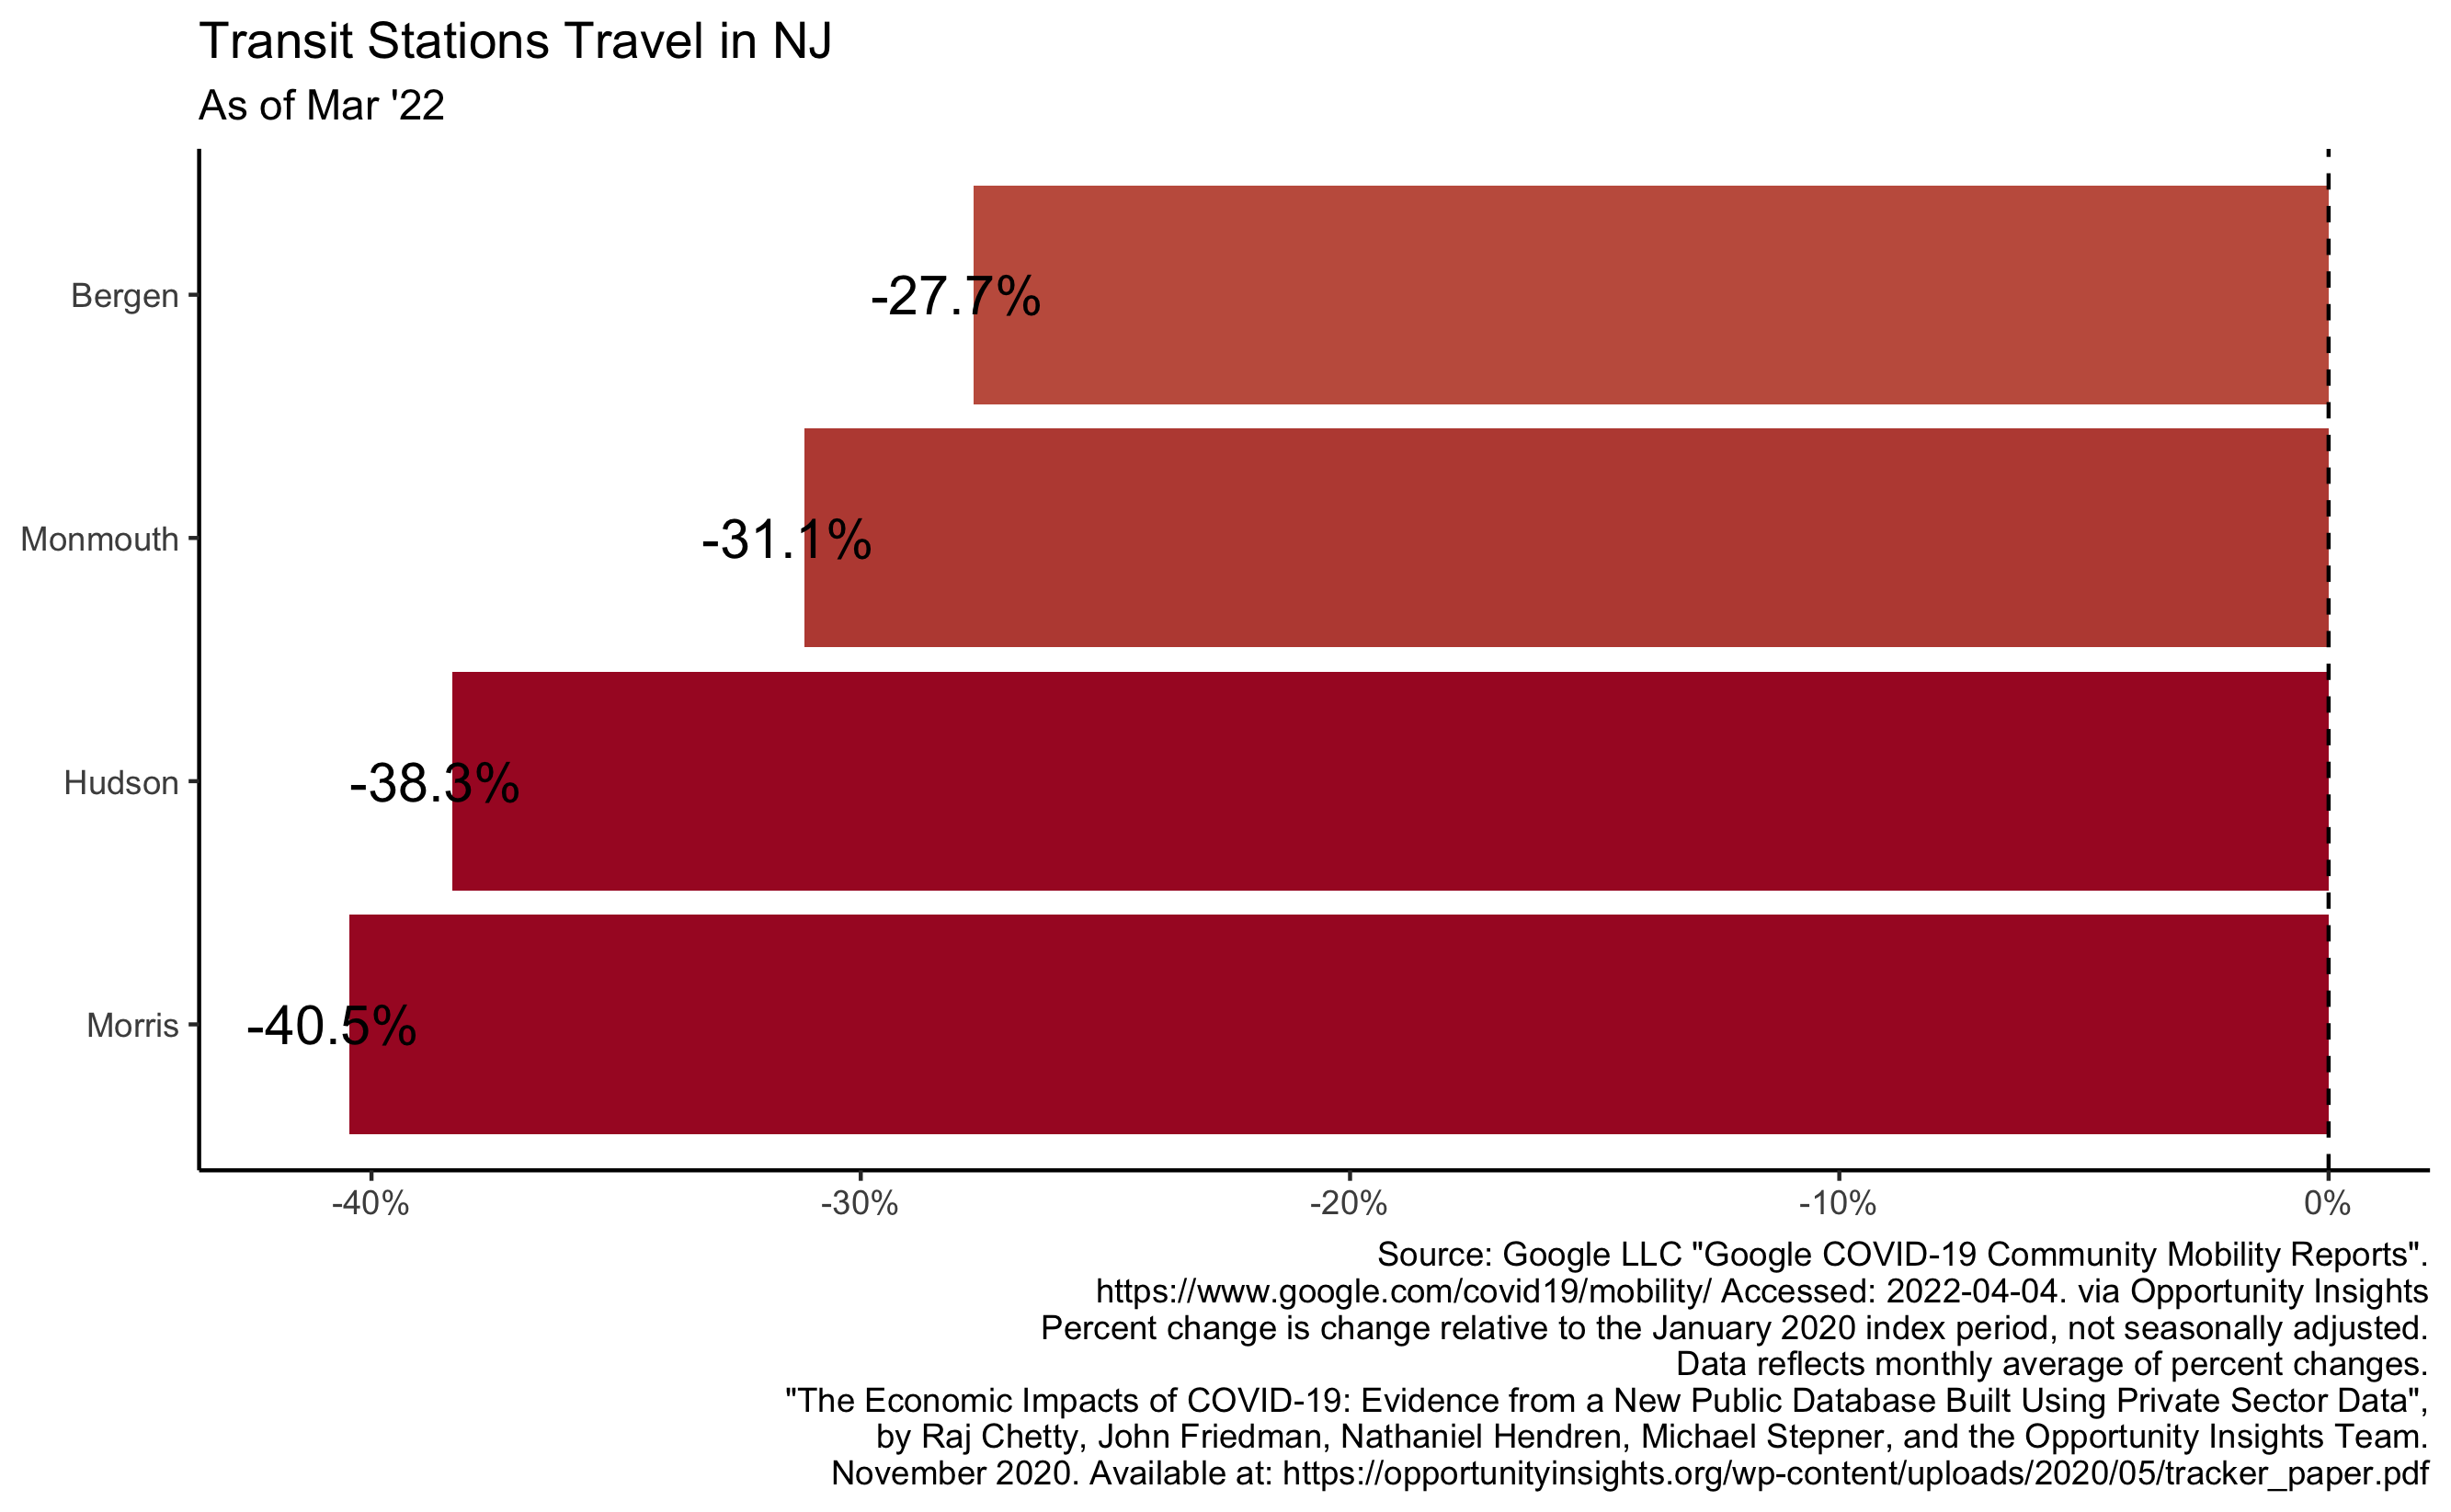 Transit Stations Travel in NJ
As of Mar '22
Bergen
-27.7%
Monmouth
-31.1%
Hudson
-38.3%
Morris
-40.5%
-40%
-30%
-20%
-10%
0%
Source: Google LLC "Google COVID-19 Community Mobility Reports".
https://www.google.com/covid19/mobility/ Accessed: 2022-04-04. via Opportunity Insights
Percent change is change relative to the January 2020 index period, not seasonally adjusted.
Data reflects monthly average of percent changes.
"The Economic Impacts of COVID-19: Evidence from a New Public Database Built Using Private Sector Data",
by Raj Chetty, John Friedman, Nathaniel Hendren, Michael Stepner, and the Opportunity Insights Team.
November 2020. Available at: https://opportunityinsights.org/wp-content/uploads/2020/05/tracker_paper.pdf